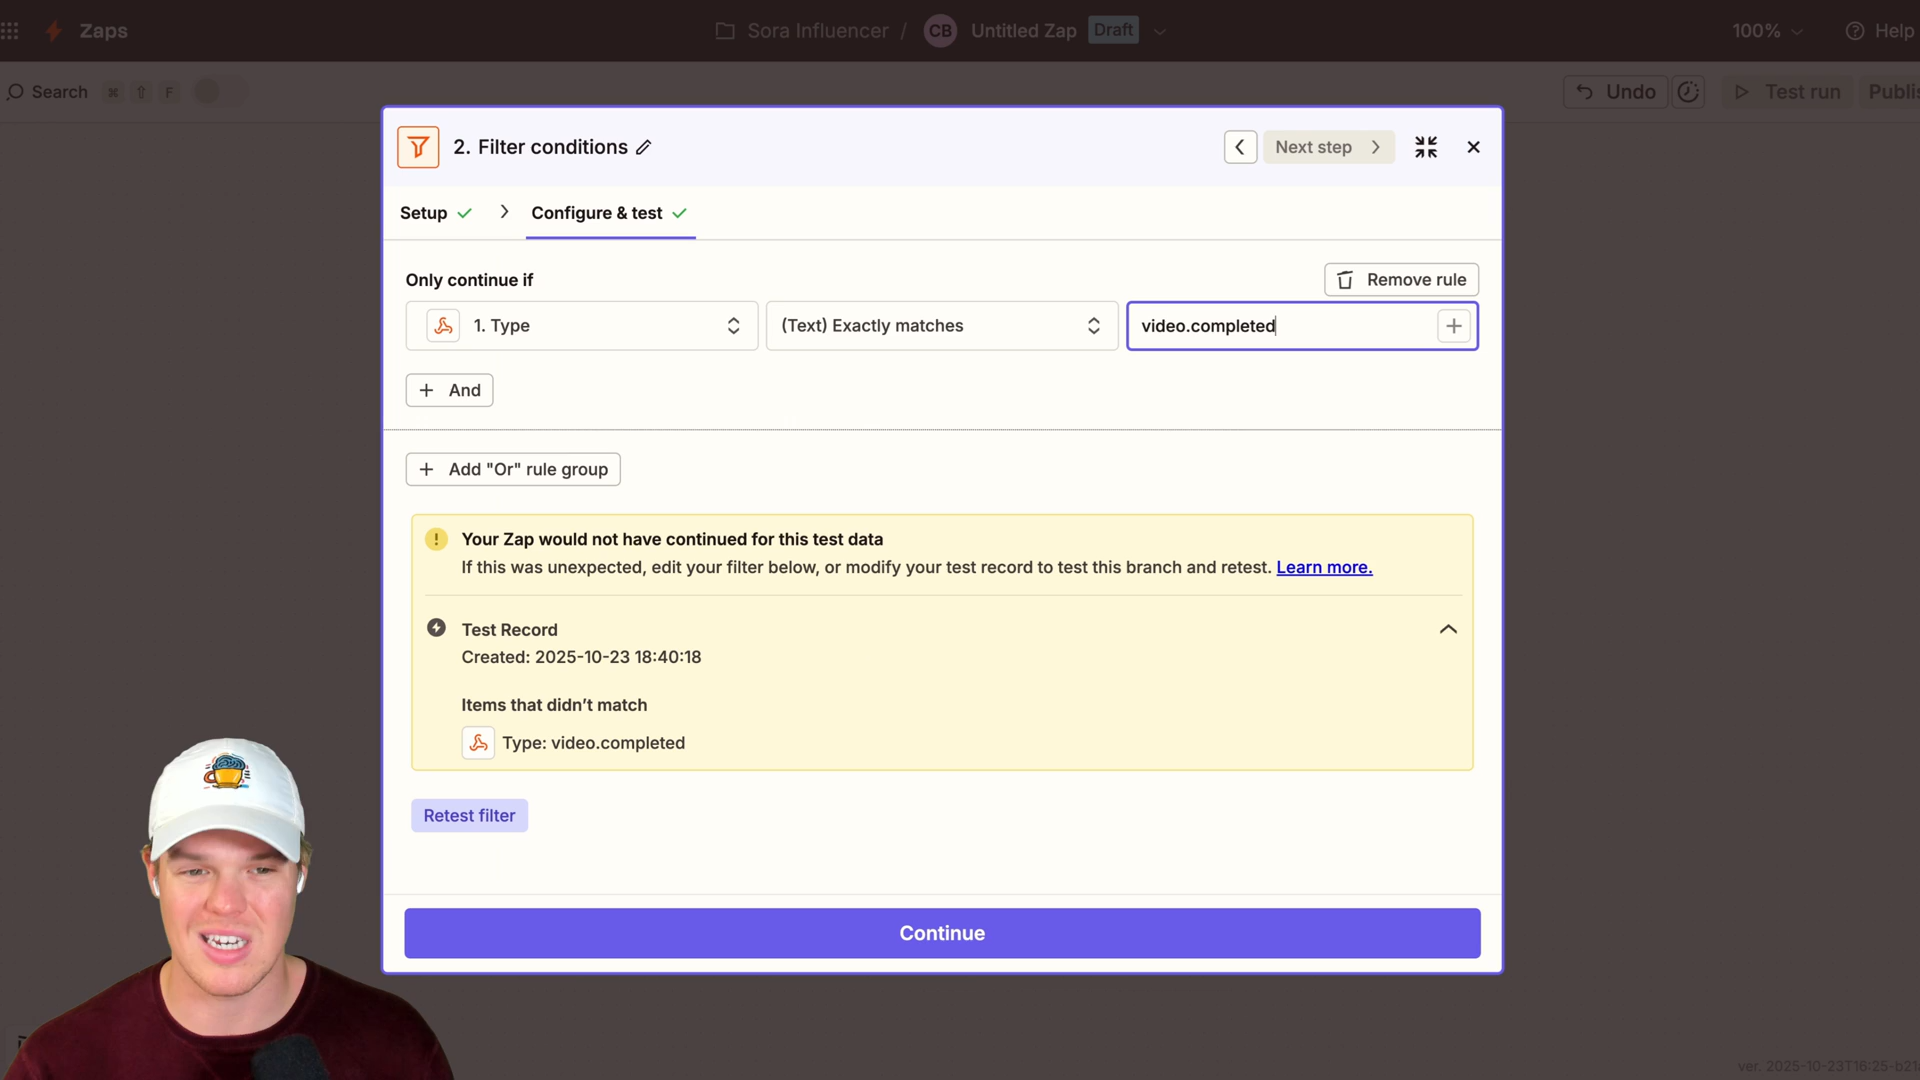 Zaps
Sora Influencer / CB Untitled Zap Draft
100%
Help
Search ⌘ ⇧ F
Undo
Test run
2. Filter conditions
Next step
Setup
Configure & test
Only continue if
Remove rule
1. Type
(Text) Exactly matches
video.completed
+ And
+ Add "Or" rule group
Your Zap would not have continued for this test data
If this was unexpected, edit your filter below, or modify your test record to test this branch and retest. Learn more.
Test Record
Created: 2025-10-23 18:40:18
Items that didn’t match
Type: video.completed
Retest filter
Continue
ver. 2025-10-23T16:25-b21